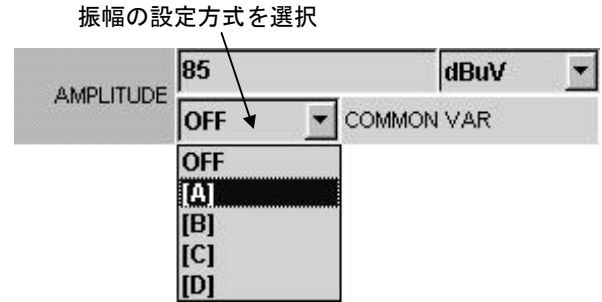 振幅の設定方式を選択
85 dBuV
AMPLITUDE
OFF COMMON VAR
OFF
[A]
[B]
[C]
[D]